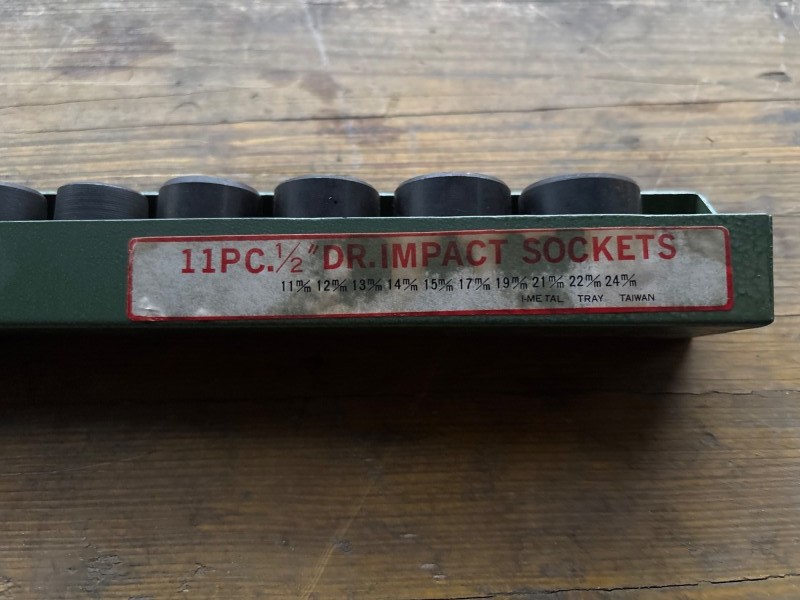 11PC.1/2" DR.IMPACT SOCKETS
11m/m 12m/m 13m/m 14m/m 15m/m 17m/m 19m/m 21m/m 22m/m 24m/m
1-METAL TRAY TAIWAN